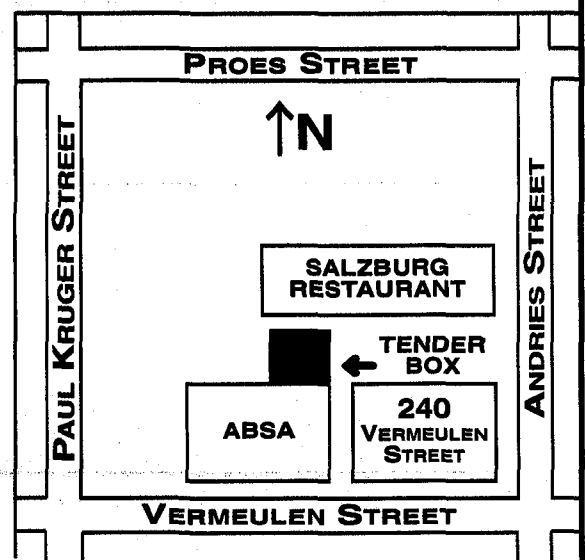 PROES STREET
N
PAUL KRUGER STREET
ANDRIES STREET
SALZBURG
RESTAURANT
TENDER
BOX
ABSA
240
VERMEULEN
STREET
VERMEULEN STREET